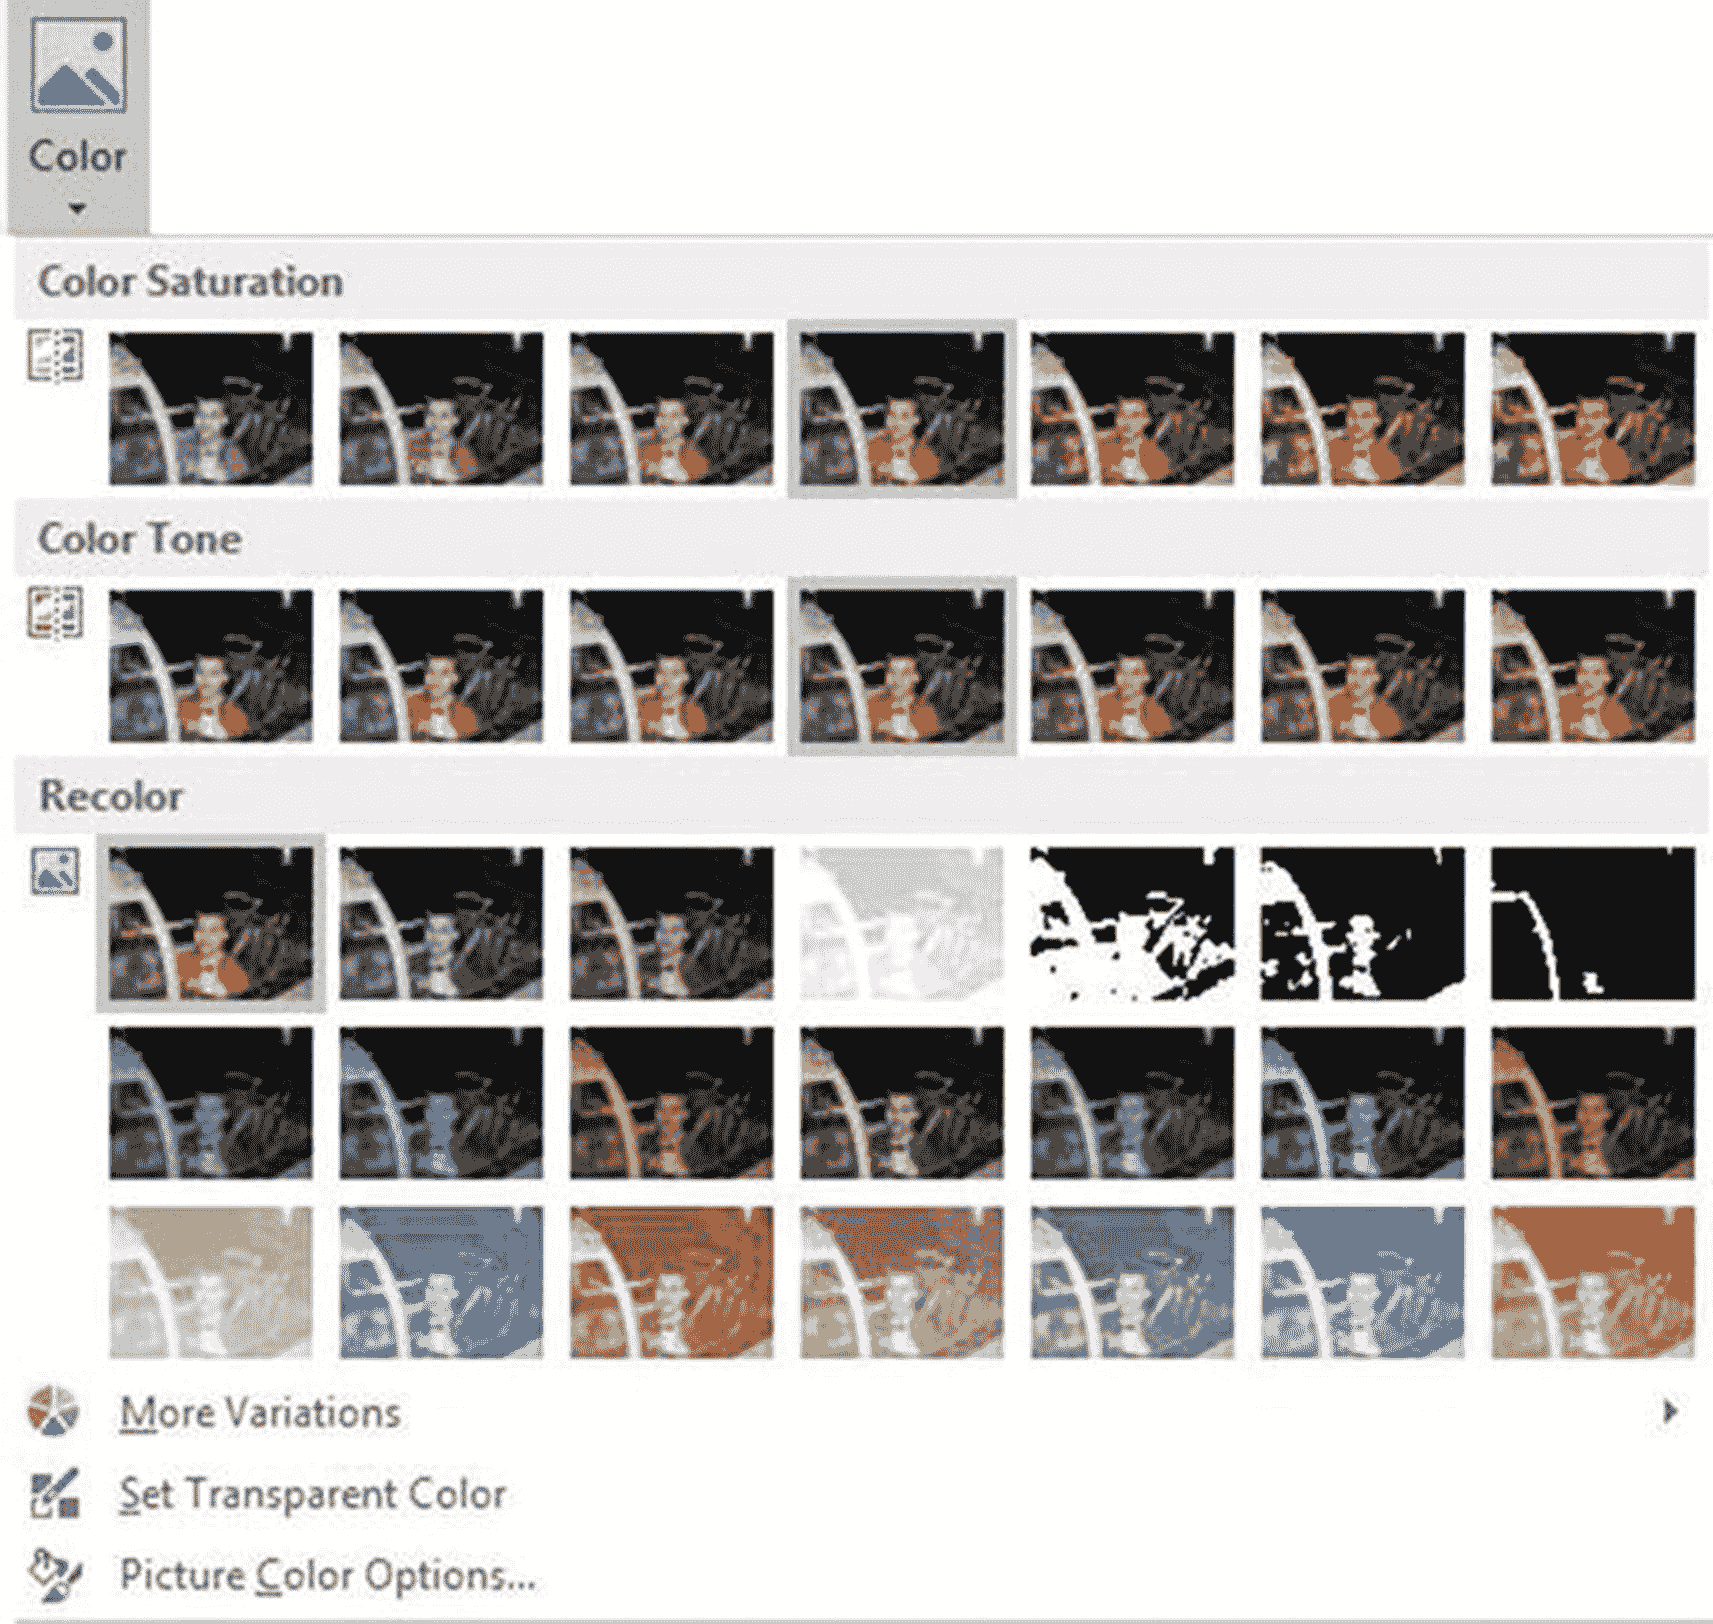 Color
Color Saturation
Color Tone
Recolor
More Variations
Set Transparent Color
Picture Color Options...